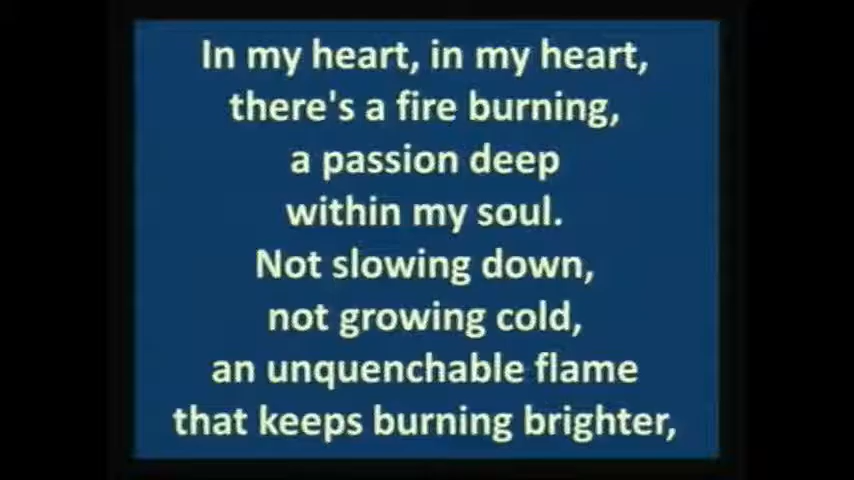 In my heart, in my heart,
there's a fire burning,
a passion deep
within my soul.
Not slowing down,
not growing cold,
an unquenchable flame
that keeps burning brighter,